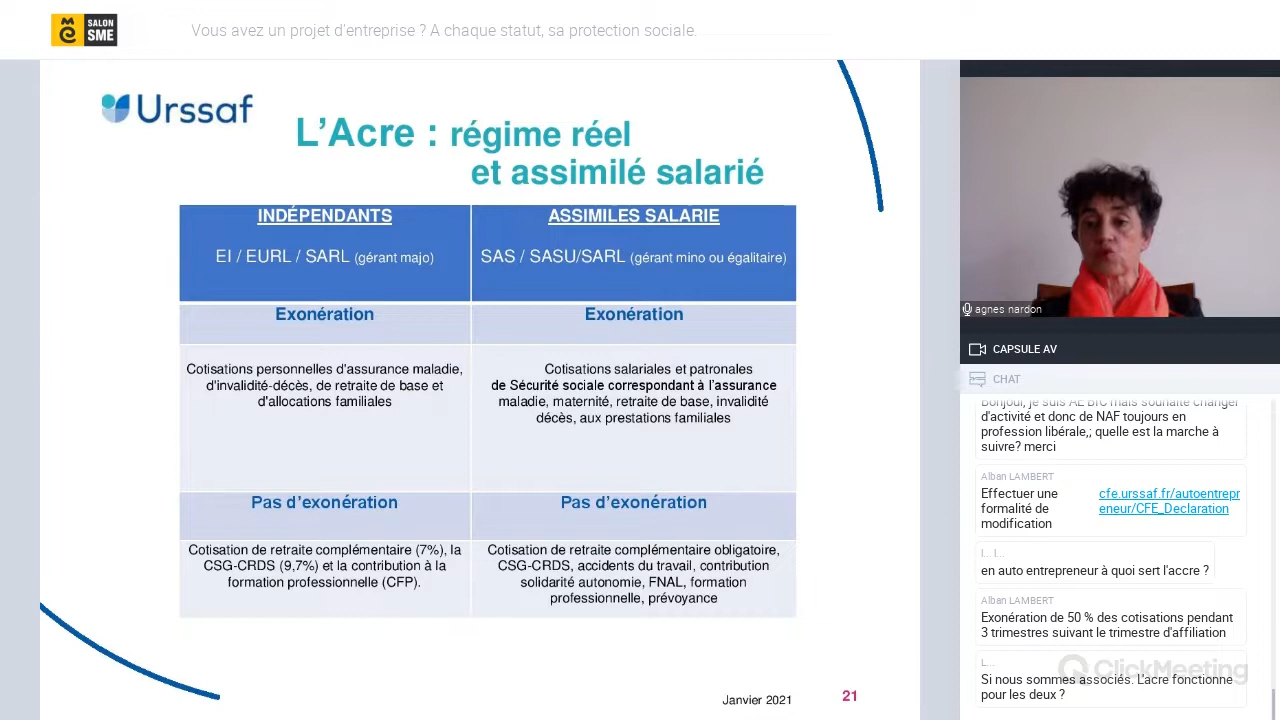 SALON
SME
Vous avez un projet d'entreprise ? A chaque statut, sa protection sociale.
Urssaf
L'Acre : régime réel
et assimilé salarié
INDÉPENDANTS
EI / EURL / SARL (gérant majo)
ASSIMILES SALARIE
SAS / SASU/SARL (gérant mino ou égalitaire)
Exonération
Exonération
Cotisations personnelles d'assurance maladie,
d'invalidité-décès, de retraite de base et
d'allocations familiales
Cotisations salariales et patronales
de Sécurité sociale correspondant à l'assurance
maladie, maternité, retraite de base, invalidité
décès, aux prestations familiales
Pas d'exonération
Pas d'exonération
Cotisation de retraite complémentaire (7%), la
CSG-CRDS (9,7%) et la contribution à la
formation professionnelle (CFP).
Cotisation de retraite complémentaire obligatoire,
CSG-CRDS, accidents du travail, contribution
solidarité autonomie, FNAL, formation
professionnelle, prévoyance
Janvier 2021
21
agnes nardon
CAPSULE AV
CHAT
Bonjour, je suis AE BIC mais souhaite changer
d'activité et donc de NAF toujours en
profession libérale,; quelle est la marche à
suivre? merci
Alban LAMBERT
Effectuer une
formalité de
modification
cfe.urssaf.fr/autoentrepr
eneur/CFE_Declaration
I... I...
en auto entrepreneur à quoi sert l'accre ?
Alban LAMBERT
Exonération de 50 % des cotisations pendant
3 trimestres suivant le trimestre d'affiliation
L...
Si nous sommes associés. L'acre fonctionne
pour les deux ?
ClickMeeting